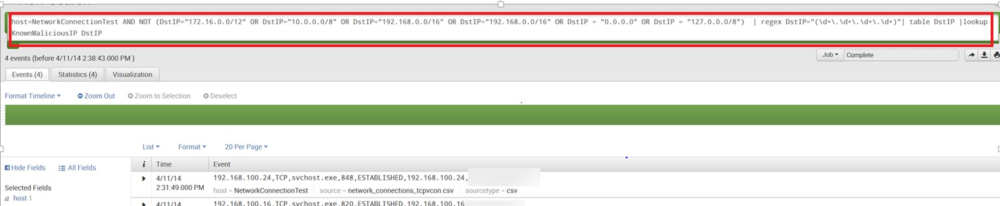 host=NetworkConnectionTest AND NOT (DstIP="172.16.0.0/12" OR DstIP="10.0.0.0/8" OR DstIP="192.168.0.0/16" OR DstIP="192.168.0.0/16" OR DstIP = "0.0.0.0" OR DstIP = "127.0.0.0/8") | regex DstIP="(\d+\.\d+\.\d+\.\d+)"| table DstIP |lookup
KnownMaliciousIP DstIP
4 events (before 4/11/14 2:38:43.000 PM )
Job Complete
Events (4) Statistics (4) Visualization
Format Timeline Zoom Out Zoom to Selection Deselect
List Format 20 Per Page
Hide Fields All Fields
i Time Event
Selected Fields
a host 1
4/11/14
2:31:49.000 PM
192.168.100.24,TCP,svchost.exe,848,ESTABLISHED,192.168.100.24,
host = NetworkConnectionTest source = network_connections_tcpvcon.csv sourcetype = csv
4/11/14 192.168.100.16,TCP,svchost.exe,820,ESTABLISHED,192.168.100.16